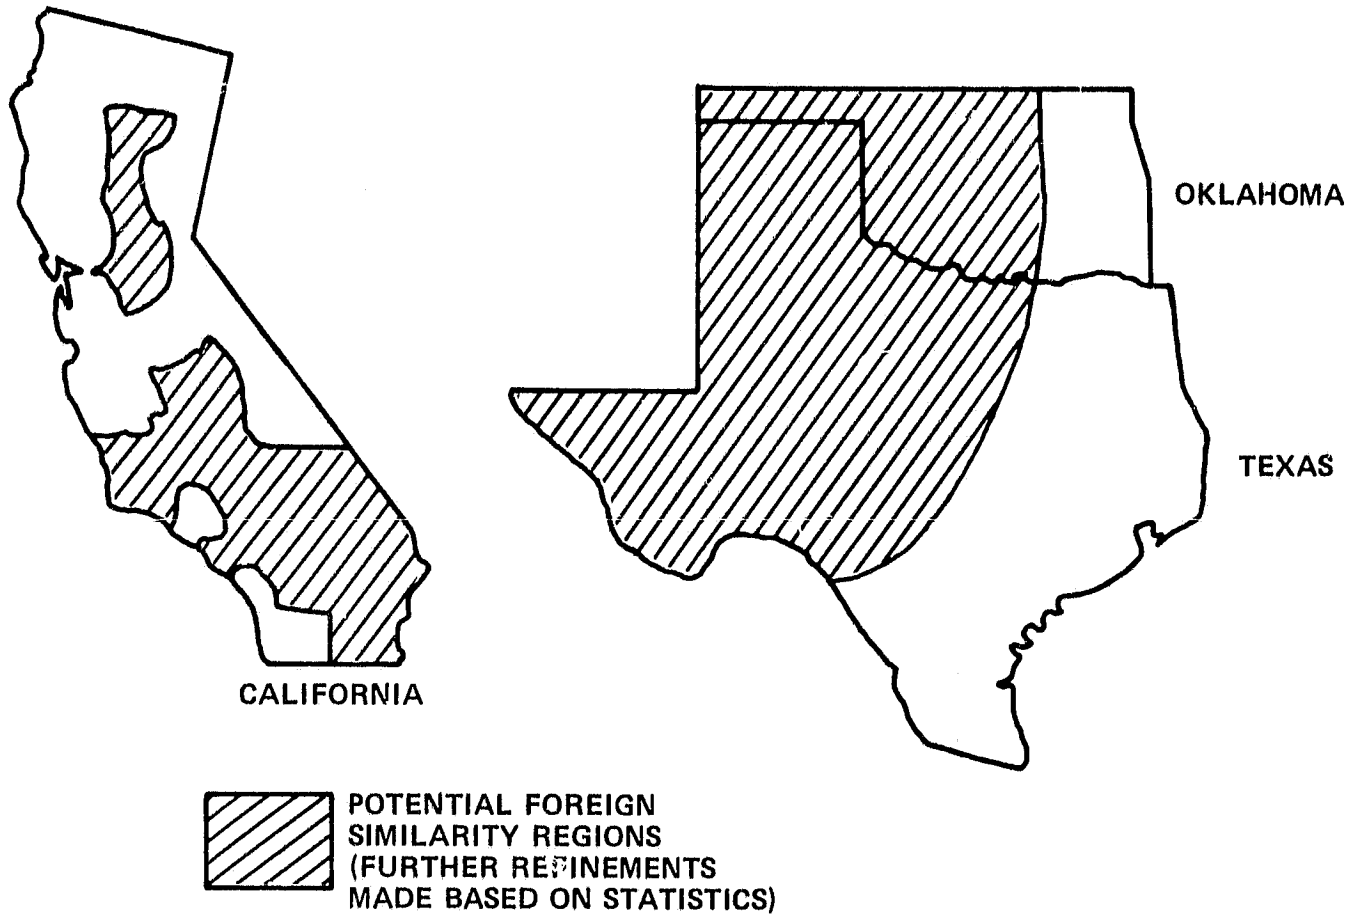 OKLAHOMA
TEXAS
CALIFORNIA
POTENTIAL FOREIGN
SIMILARITY REGIONS
(FURTHER REFINEMENTS
MADE BASED ON STATISTICS)